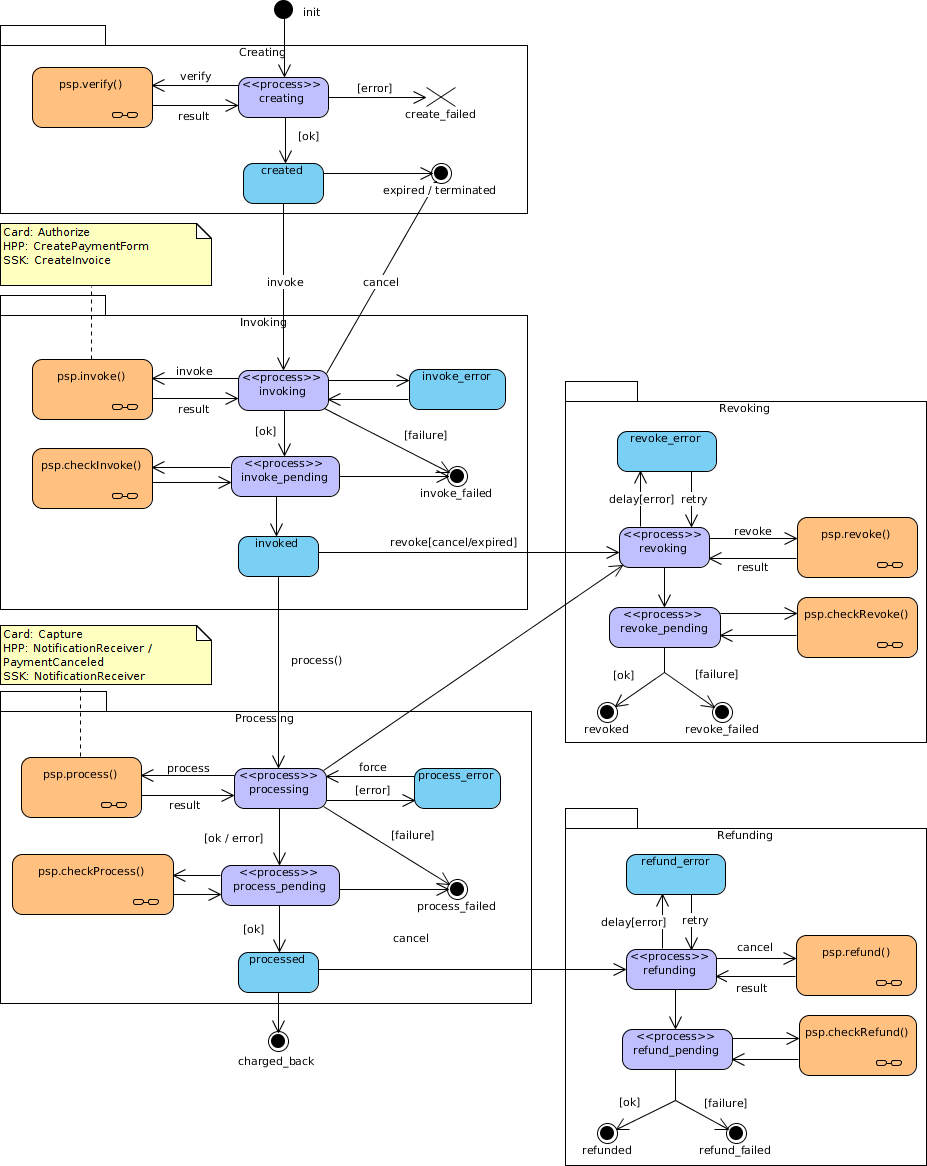 init
Creating
psp.verify()
verify
result
<<process>>
creating
[error]
create_failed
[ok]
created
expired / terminated
Card: Authorize
HPP: CreatePaymentForm
SSK: CreateInvoice
invoke
cancel
Invoking
psp.invoke()
invoke
result
<<process>>
invoking
invoke_error
[ok]
[failure]
psp.checkInvoke()
<<process>>
invoke_pending
invoke_failed
invoked
revoke[cancel/expired]
Revoking
revoke_error
delay[error]
retry
<<process>>
revoking
revoke
result
psp.revoke()
<<process>>
revoke_pending
psp.checkRevoke()
[ok]
[failure]
revoked
revoke_failed
Card: Capture
HPP: NotificationReceiver /
PaymentCanceled
SSK: NotificationReceiver
process()
Processing
psp.process()
process
result
<<process>>
processing
force
[error]
process_error
[ok / error]
[failure]
psp.checkProcess()
<<process>>
process_pending
process_failed
[ok]
cancel
processed
charged_back
Refunding
refund_error
delay[error]
retry
<<process>>
refunding
cancel
result
psp.refund()
<<process>>
refund_pending
psp.checkRefund()
[ok]
[failure]
refunded
refund_failed